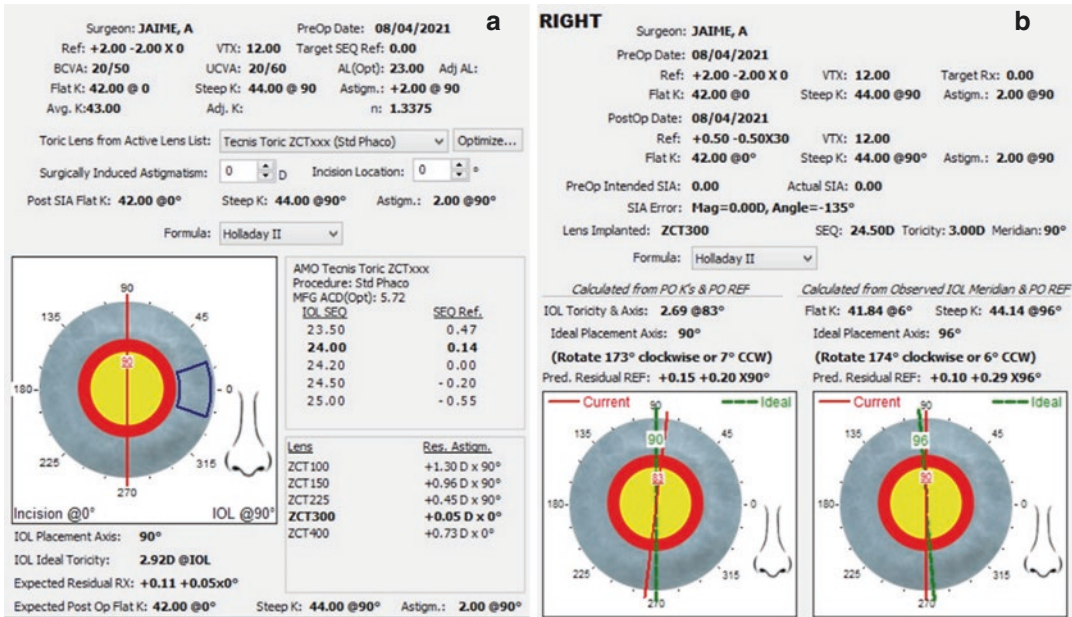 a
Surgeon: JAIME, A PreOp Date: 08/04/2021
Ref: +2.00 -2.00 X 0 VTX: 12.00 Target SEQ Ref: 0.00
BCVA: 20/50 UCVA: 20/60 AL(Opt): 23.00 Adj AL:
Flat K: 42.00 @ 0 Steep K: 44.00 @ 90 Astigm.: +2.00 @ 90
Avg. K:43.00 Adj. K: n: 1.3375
Toric Lens from Active Lens List: Tecnis Toric ZCTxxx (Std Phaco) Optimize...
Surgically Induced Astigmatism: 0 D Incision Location: 0 °
Post SIA Flat K: 42.00 @0° Steep K: 44.00 @90° Astigm.: 2.00 @90°
Formula: Holladay II
90
135 45
180 90 0
225 315
270
Incision @0° IOL @90°
AMO Tecnis Toric ZCTxxx
Procedure: Std Phaco
MFG ACD(Opt): 5.72
IOL SEQ SEQ Ref.
23.50 0.47
24.00 0.14
24.20 0.00
24.50 - 0.20
25.00 - 0.55
Lens Res. Astigm.
ZCT100 +1.30 D x 90°
ZCT150 +0.96 D x 90°
ZCT225 +0.45 D x 90°
ZCT300 +0.05 D x 0°
ZCT400 +0.73 D x 0°
IOL Placement Axis: 90°
IOL Ideal Toricity: 2.92D @IOL
Expected Residual RX: +0.11 +0.05x0°
Expected Post Op Flat K: 42.00 @0° Steep K: 44.00 @90° Astigm.: 2.00 @90°
RIGHT b
Surgeon: JAIME, A
PreOp Date: 08/04/2021
Ref: +2.00 -2.00 X 0 VTX: 12.00 Target Rx: 0.00
Flat K: 42.00 @0 Steep K: 44.00 @90 Astigm.: 2.00 @90
PostOp Date: 08/04/2021
Ref: +0.50 -0.50X30 VTX: 12.00
Flat K: 42.00 @0° Steep K: 44.00 @90° Astigm.: 2.00 @90
PreOp Intended SIA: 0.00 Actual SIA: 0.00
SIA Error: Mag=0.00D, Angle=-135°
Lens Implanted: ZCT300 SEQ: 24.50D Toricity: 3.00D Meridian: 90°
Formula: Holladay II
Calculated from PO K's & PO REF
IOL Toricity & Axis: 2.69 @83°
Ideal Placement Axis: 90°
(Rotate 173° clockwise or 7° CCW)
Pred. Residual REF: +0.15 +0.20 X90°
Current 90 Ideal
135 90 45
180 83 0
225 315
270
Calculated from Observed IOL Meridian & PO REF
Flat K: 41.84 @6° Steep K: 44.14 @96°
Ideal Placement Axis: 96°
(Rotate 174° clockwise or 6° CCW)
Pred. Residual REF: +0.10 +0.29 X96°
Current 90 Ideal
135 96 45
180 90 0
225 315
270